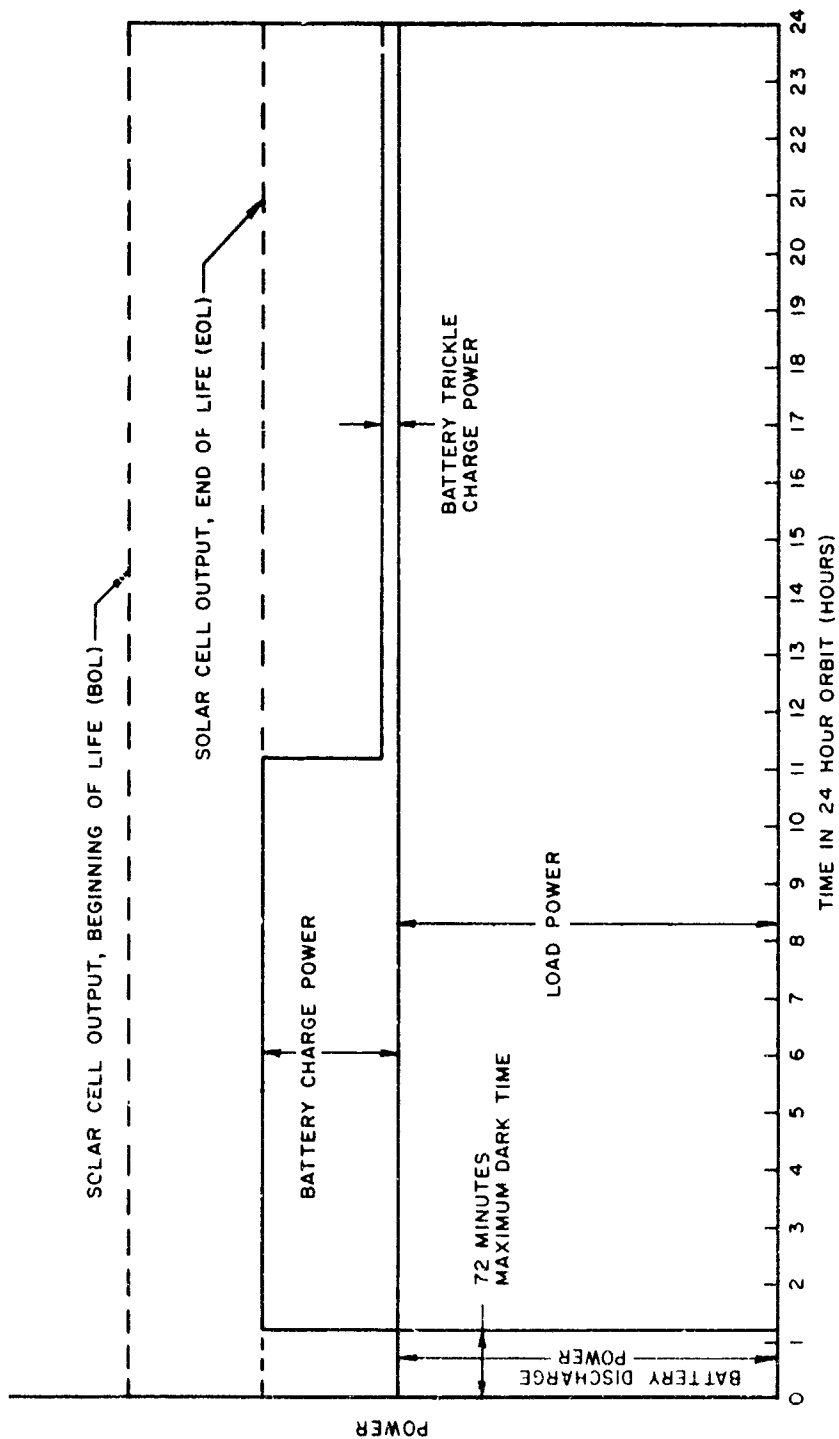 SOLAR CELL OUTPUT, BEGINNING OF LIFE (BOL)
SOLAR CELL OUTPUT, END OF LIFE (EOL)
BATTERY CHARGE POWER
BATTERY TRICKLE
CHARGE POWER
LOAD POWER
72 MINUTES
MAXIMUM DARK TIME
BATTERY DISCHARGE
POWER
POWER
0 1 2 3 4 5 6 7 8 9 10 11 12 13 14 15 16 17 18 19 20 21 22 23 24
TIME IN 24 HOUR ORBIT (HOURS)